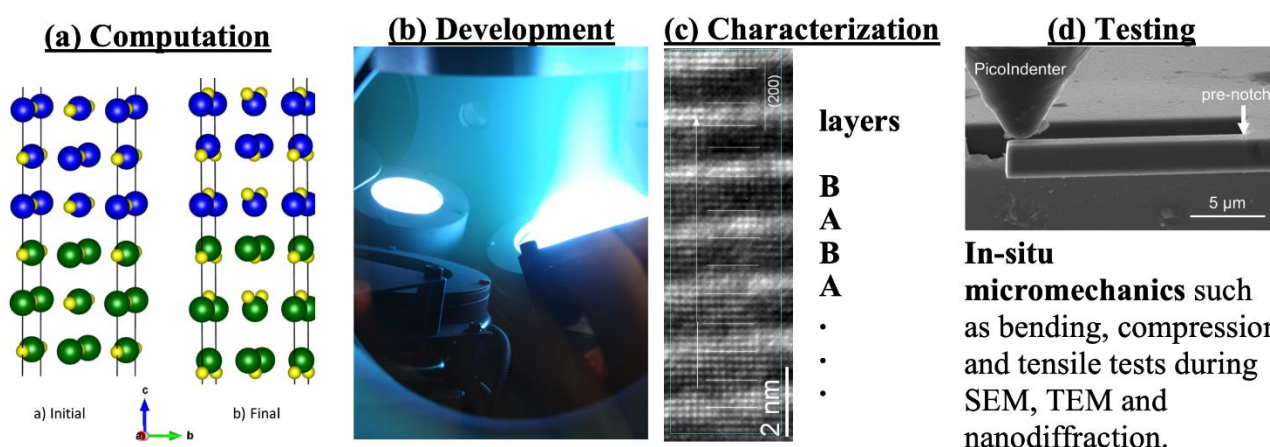 (a) Computation
a) Initial
b) Final
c
a
b
(b) Development
(c) Characterization
(200)
2 nm
layers
B
A
B
A
.
.
.
(d) Testing
PicoIndenter
pre-notch
5 µm
In-situ
micromechanics such
as bending, compression
and tensile tests during
SEM, TEM and
nanodiffraction.